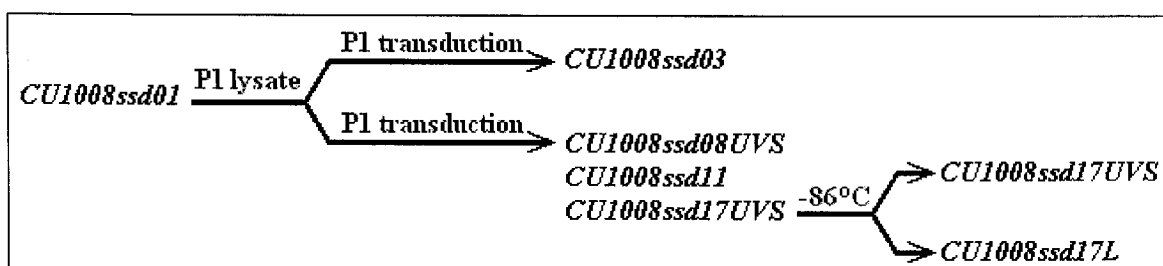 P1 transduction
CU1008ssd03
CU1008ssd01
P1 lysate
P1 transduction
CU1008ssd08UVS
CU1008ssd11
CU1008ssd17UVS
-86°C
CU1008ssd17UVS
CU1008ssd17L